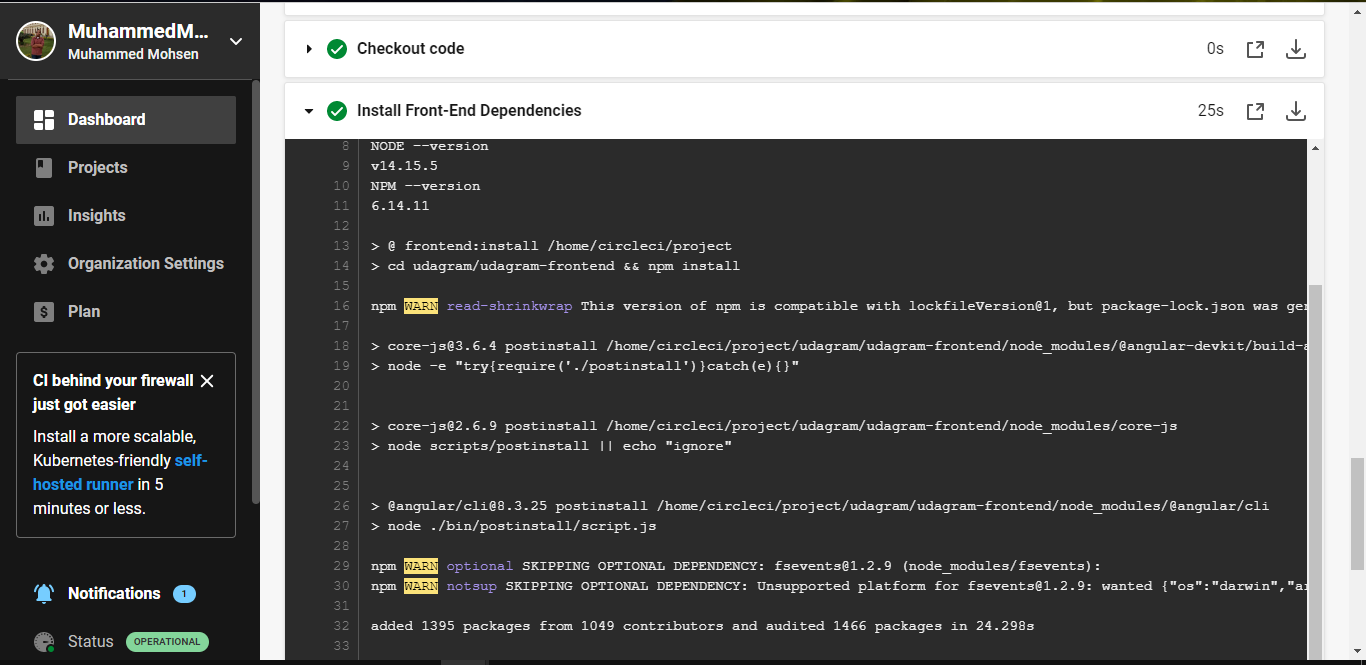 MuhammedM...
Muhammed Mohsen
Dashboard
Projects
Insights
Organization Settings
Plan
CI behind your firewall
just got easier
Install a more scalable,
Kubernetes-friendly self-
hosted runner in 5
minutes or less.
Notifications 1
Status OPERATIONAL
Checkout code 0s
Install Front-End Dependencies 25s
8 NODE --version
9 v14.15.5
10 NPM --version
11 6.14.11
12
13 > @ frontend:install /home/circleci/project
14 > cd udagram/udagram-frontend && npm install
15
16 npm WARN read-shrinkwrap This version of npm is compatible with lockfileVersion@1, but package-lock.json was ger
17
18 > core-js@3.6.4 postinstall /home/circleci/project/udagram/udagram-frontend/node_modules/@angular-devkit/build-a
19 > node -e "try{require('./postinstall')}catch(e){}"
20
21
22 > core-js@2.6.9 postinstall /home/circleci/project/udagram/udagram-frontend/node_modules/core-js
23 > node scripts/postinstall || echo "ignore"
24
25
26 > @angular/cli@8.3.25 postinstall /home/circleci/project/udagram/udagram-frontend/node_modules/@angular/cli
27 > node ./bin/postinstall/script.js
28
29 npm WARN optional SKIPPING OPTIONAL DEPENDENCY: fsevents@1.2.9 (node_modules/fsevents):
30 npm WARN notsup SKIPPING OPTIONAL DEPENDENCY: Unsupported platform for fsevents@1.2.9: wanted {"os":"darwin","ar
31
32 added 1395 packages from 1049 contributors and audited 1466 packages in 24.298s
33